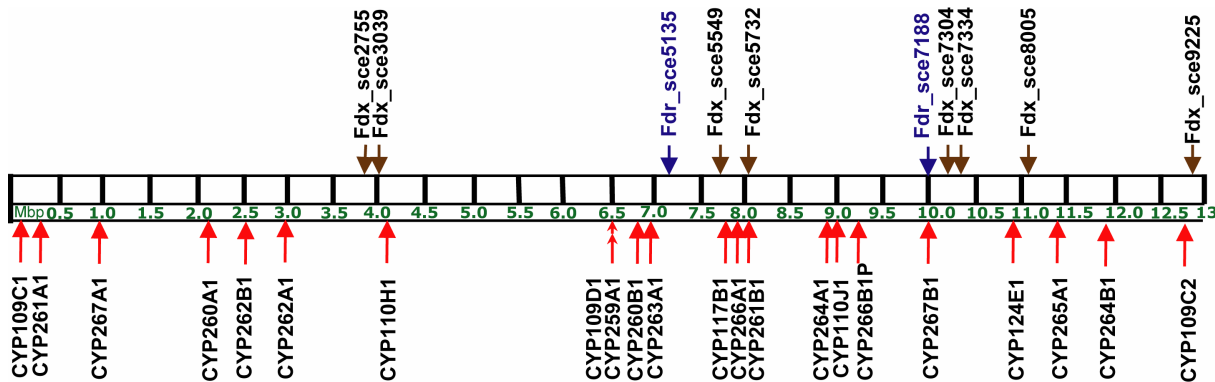 Fdx_sce2755
Fdx_sce3039
Fdr_sce5135
Fdx_sce5549
Fdx_sce5732
Fdr_sce7188
Fdx_sce7304
Fdx_sce7334
Fdx_sce8005
Fdx_sce9225
Mbp 0.5 1.0 1.5 2.0 2.5 3.0 3.5 4.0 4.5 5.0 5.5 6.0 6.5 7.0 7.5 8.0 8.5 9.0 9.5 10.0 10.5 11.0 11.5 12.0 12.5 13
CYP109C1
CYP261A1
CYP267A1
CYP260A1
CYP262B1
CYP262A1
CYP110H1
CYP109D1
CYP259A1
CYP260B1
CYP263A1
CYP117B1
CYP266A1
CYP261B1
CYP264A1
CYP110J1
CYP266B1P
CYP267B1
CYP124E1
CYP265A1
CYP264B1
CYP109C2